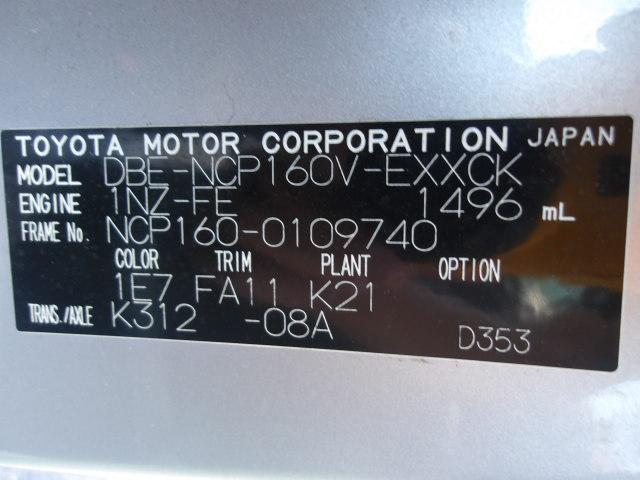 TOYOTA MOTOR CORPORATION JAPAN
MODEL DBE-NCP160V-EXXCK
ENGINE 1NZ-FE 1496 mL
FRAME No. NCP160-0109740
COLOR TRIM PLANT OPTION
1E7 FA11 K21
TRANS./AXLE K312 -08A D353